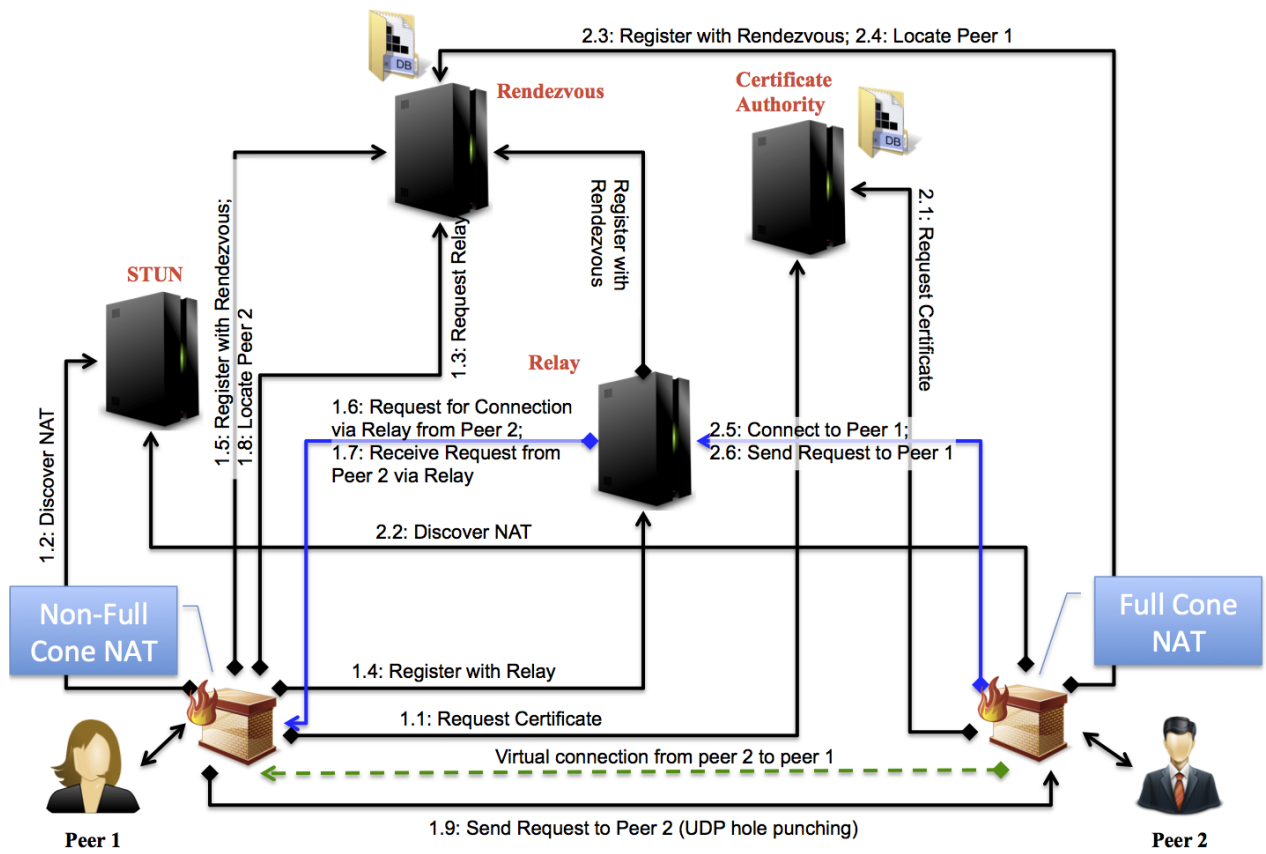 2.3: Register with Rendezvous; 2.4: Locate Peer 1
DB
Rendezvous
Certificate
Authority
DB
STUN
1.5: Register with Rendezvous;
1.8: Locate Peer 2
1.3: Request Relay
Register with
Rendezvous
2.1: Request Certificate
Relay
1.2: Discover NAT
1.6: Request for Connection
via Relay from Peer 2;
1.7: Receive Request from
Peer 2 via Relay
2.5: Connect to Peer 1;
2.6: Send Request to Peer 1
2.2: Discover NAT
Non-Full
Cone NAT
Full Cone
NAT
1.4: Register with Relay
1.1: Request Certificate
Virtual connection from peer 2 to peer 1
1.9: Send Request to Peer 2 (UDP hole punching)
Peer 1
Peer 2